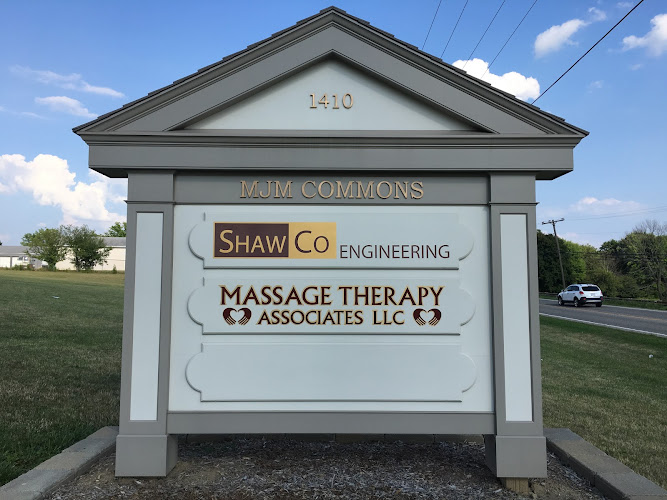 1410
MJM COMMONS
SHAW CO ENGINEERING
MASSAGE THERAPY
ASSOCIATES LLC